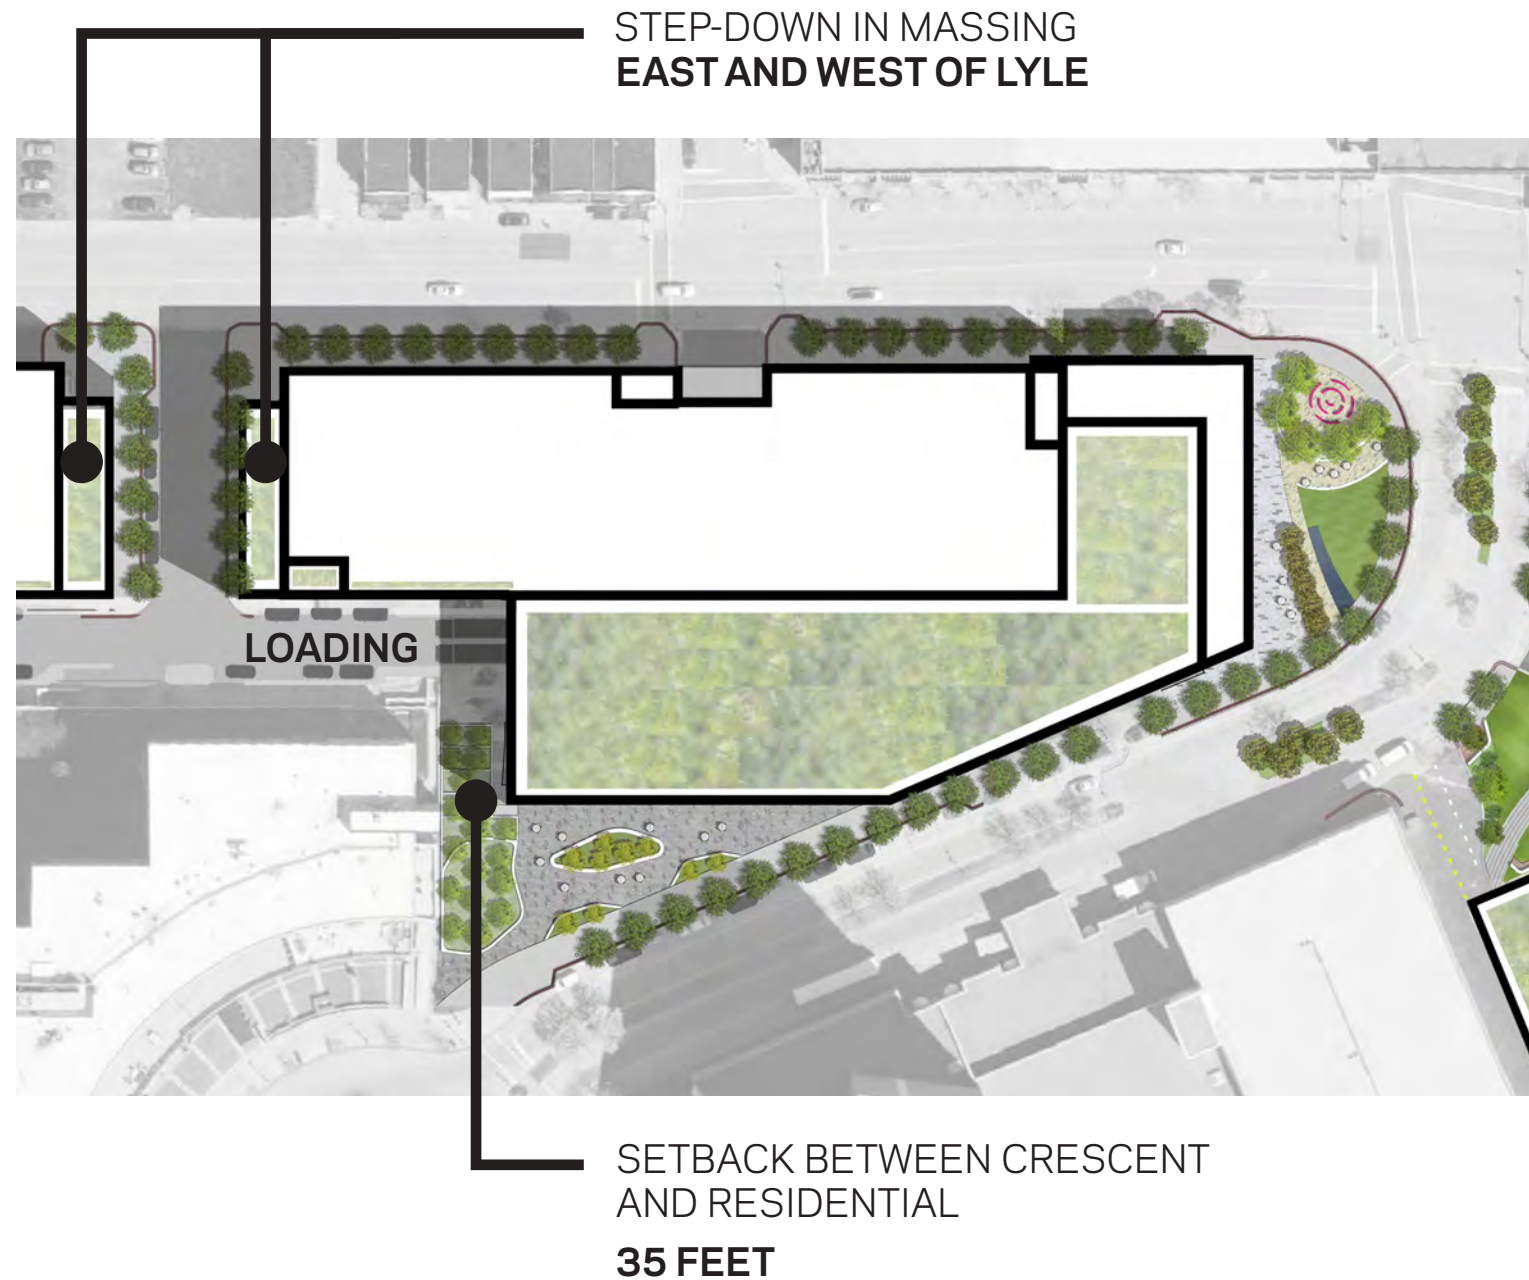 STEP-DOWN IN MASSING
EAST AND WEST OF LYLE
LOADING
SETBACK BETWEEN CRESCENT
AND RESIDENTIAL
35 FEET